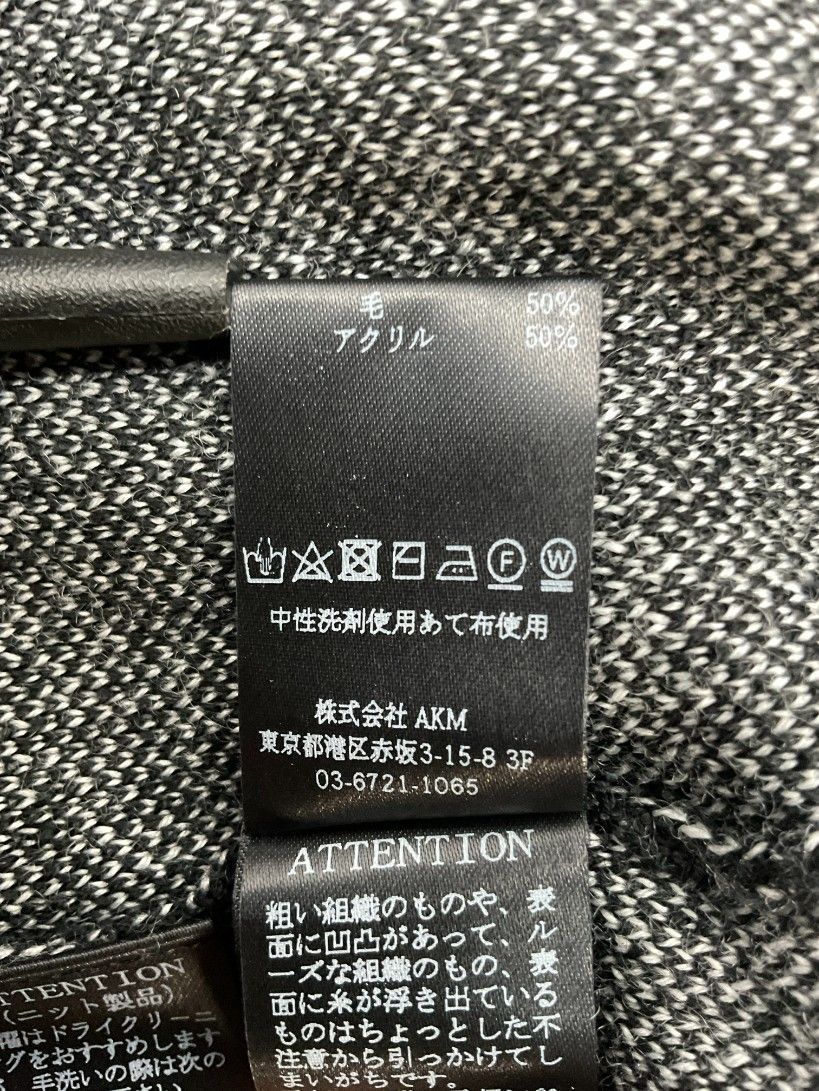 毛 50%
アクリル 50%
F W
中性洗剤使用あて布使用
株式会社 AKM
東京都港区赤坂3-15-8 3F
03-6721-1065
ATTENTION
粗い組織のものや、表
面に凹凸があって、ル
ーズな組織のもの、表
面に糸が浮き出ている
ものはちょっとした不
注意から引っかけてし
まいがちです。
ATTENTION
(ニット製品)
はドライクリーニ
グをおすすめします
手洗いの際は次の